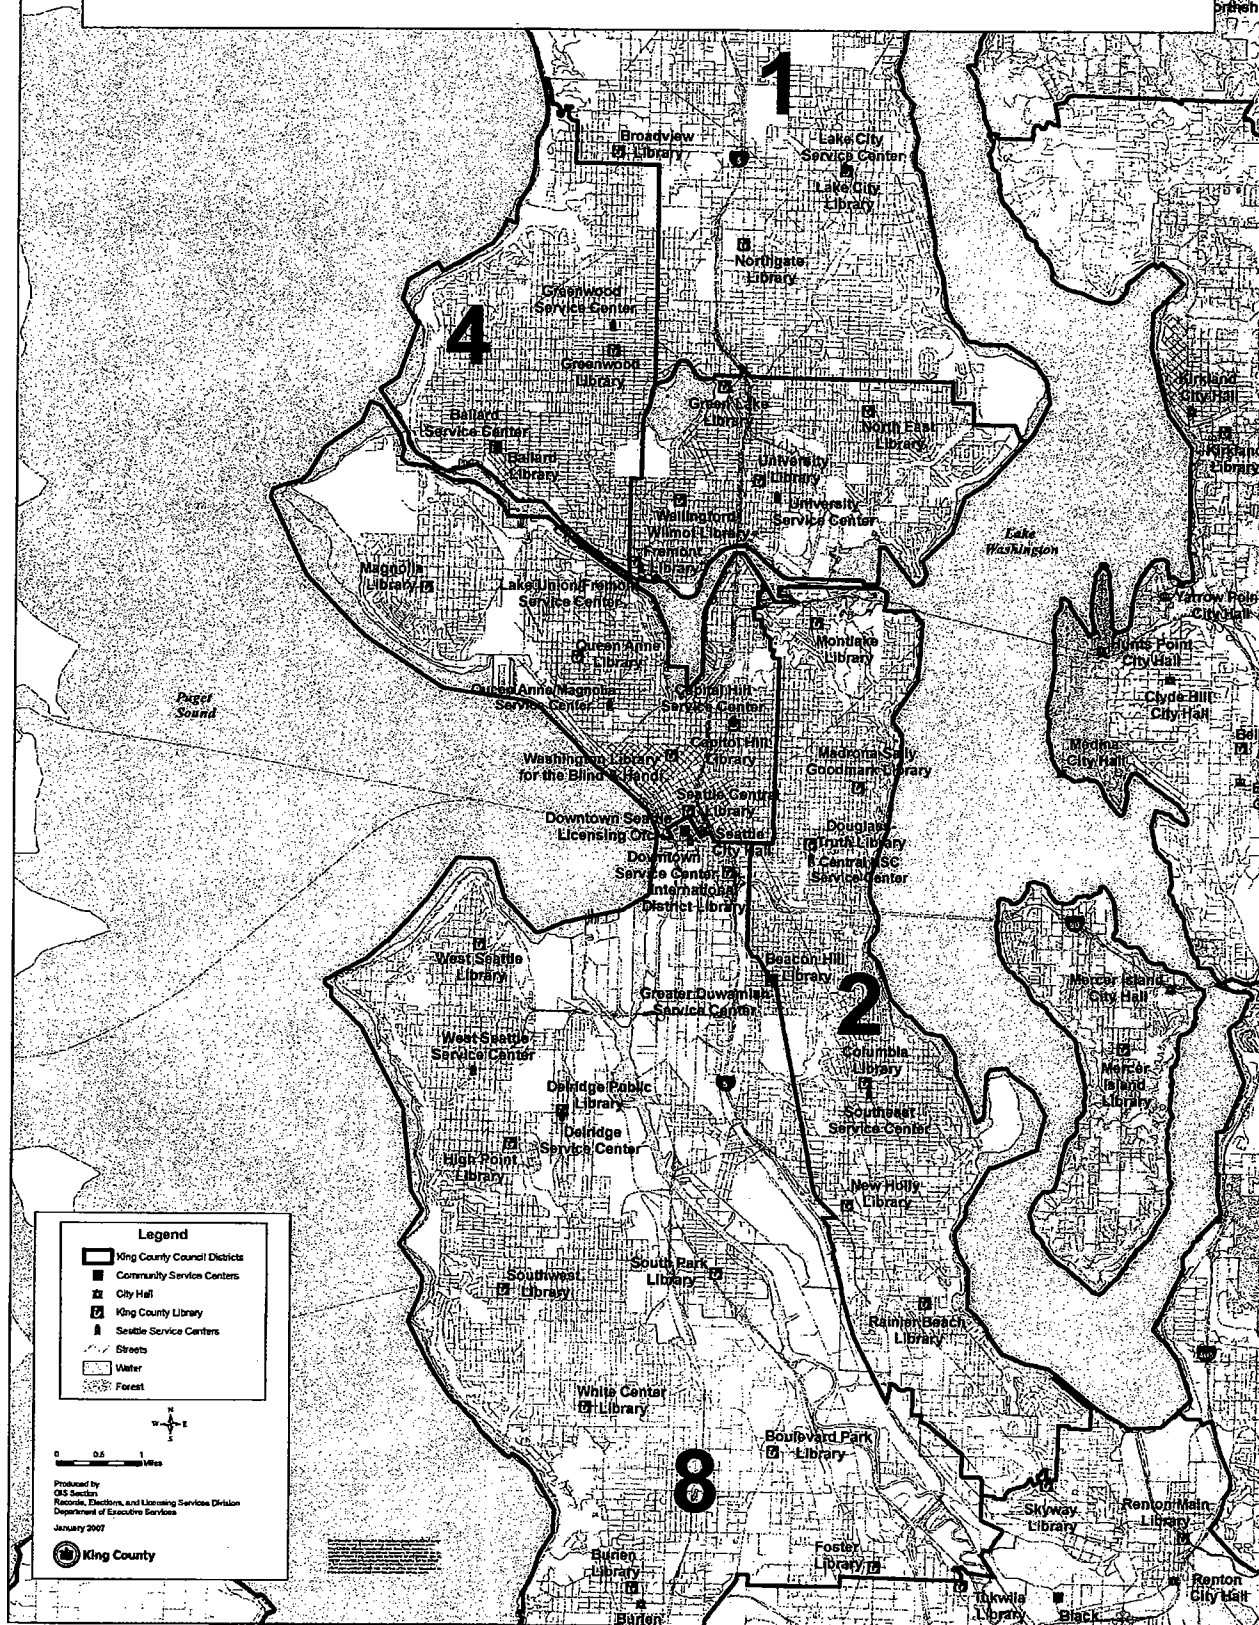 1
Broadview
Library
Lake City
Service Center
Lake City
Library
Northgate
Library
Greenwood
Service Center
4
Greenwood
Library
Kirkland
City Hall
Green Lake
Library
Ballard
Service Center
North East
Library
Kirkland
Library
Ballard
Library
University
Library
University
Service Center
Wallingford
Wilmot Library
Lake
Washington
Fremont
Library
Magnolia
Library
Lake Union/Fremont
Service Center
Yarrow Point
City Hall
Montlake
Library
Hunts Point
City Hall
Queen Anne
Library
Puget
Sound
Queen Anne/Magnolia
Service Center
Capitol Hill
Service Center
Clyde Hill
City Hall
Bel
Capitol Hill
Library
Medina
City Hall
Washington Library
for the Blind & Handi
Madrona-Sally
Goodmark Library
Seattle Central
Library
Downtown Seattle
Licensing Office
Seattle
City Hall
Douglass-
Truth Library
Central NSC
Service Center
Downtown
Service Center
International
District Library
West Seattle
Library
Beacon Hill
Library
Mercer Island
City Hall
Greater Duwamish
Service Center
2
West Seattle
Service Center
Columbia
Library
Mercer
Island
Library
Delridge Public
Library
Southeast
Service Center
Delridge
Service Center
High Point
Library
New Holly
Library
South Park
Library
Southwest
Library
Rainier Beach
Library
White Center
Library
Boulevard Park
Library
8
Skyway
Library
Renton Main
Library
Foster
Library
Burien
Library
Renton
City Hall
Tukwila
Library
Burien
Black
Legend
King County Council Districts
Community Service Centers
City Hall
King County Library
Seattle Service Centers
Streets
Water
Forest
N
W E
S
0 0.5 1
Miles
Produced by
GIS Section
Records, Elections, and Licensing Services Division
Department of Executive Services
January 2007
King County